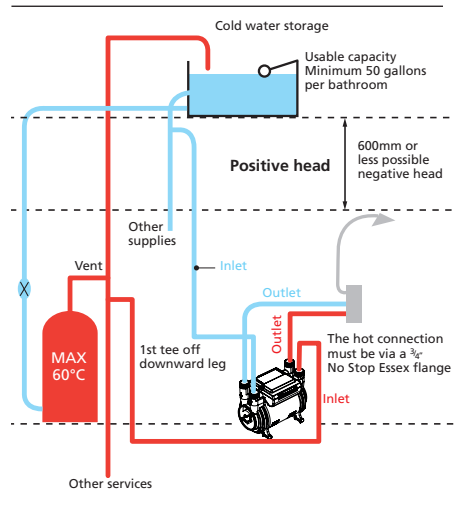 Cold water storage
Usable capacity
Minimum 50 gallons
per bathroom
600mm or
less possible
negative head
Positive head
Other
supplies
Vent
Inlet
Outlet
Outlet
The hot connection
must be via a ¾"
No Stop Essex flange
1st tee off
downward leg
MAX
60°C
Inlet
Other services